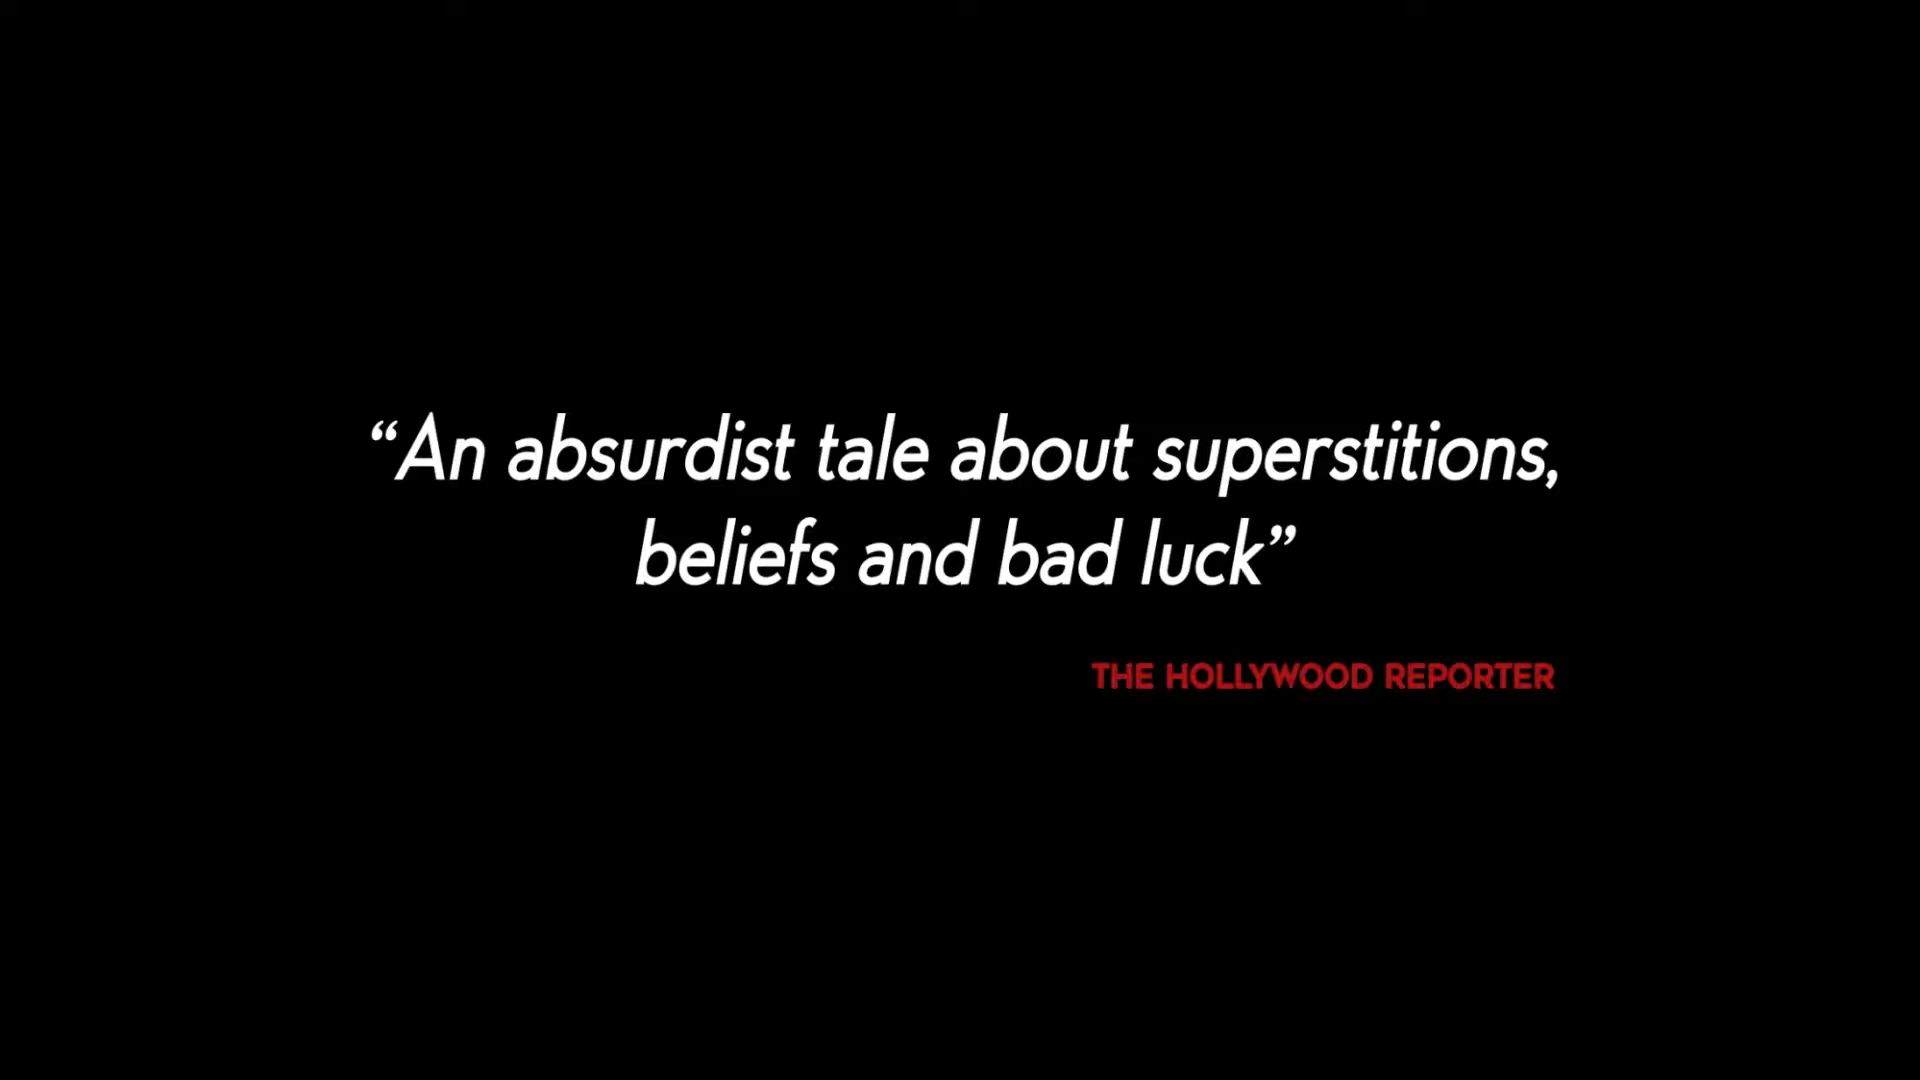 “An absurdist tale about superstitions,
beliefs and bad luck”
THE HOLLYWOOD REPORTER